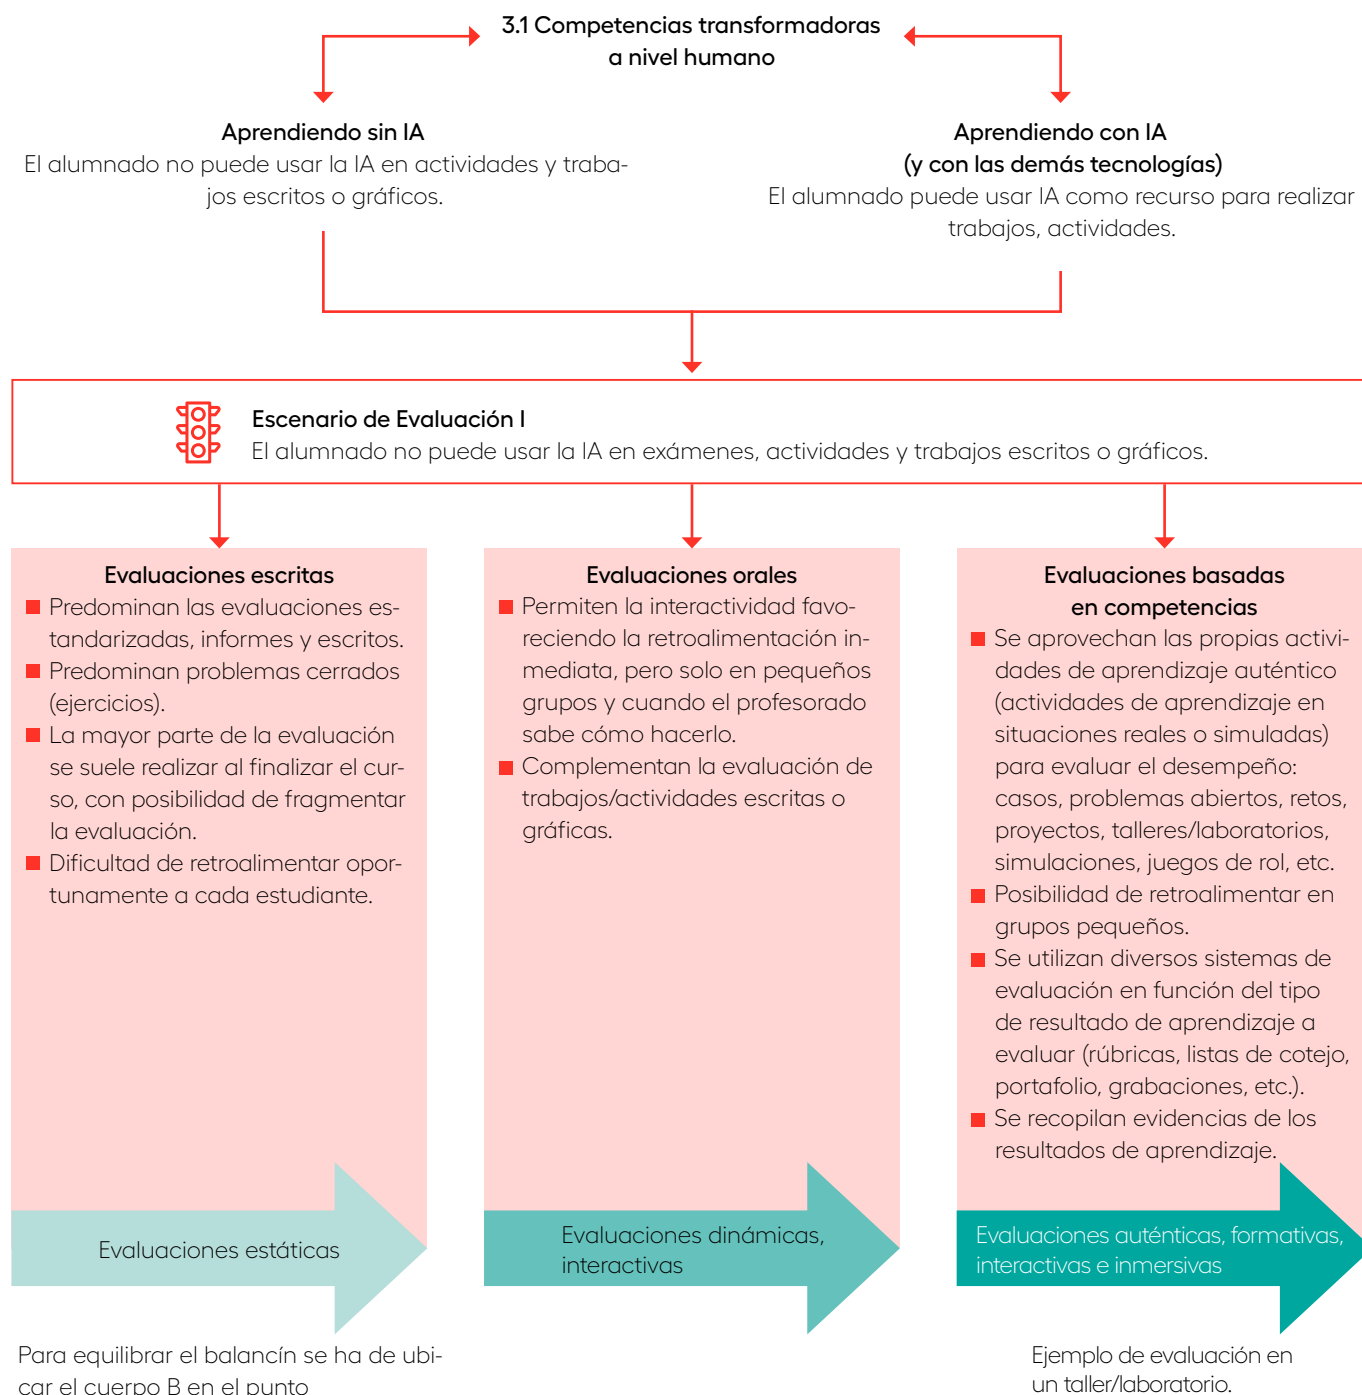 3.1 Competencias transformadoras
a nivel humano
Aprendiendo sin IA
El alumnado no puede usar la IA en actividades y traba-
jos escritos o gráficos.
Aprendiendo con IA
(y con las demás tecnologías)
El alumnado puede usar IA como recurso para realizar
trabajos, actividades.
Escenario de Evaluación I
El alumnado no puede usar la IA en exámenes, actividades y trabajos escritos o gráficos.
Evaluaciones escritas
Predominan las evaluaciones es-
tandarizadas, informes y escritos.
Predominan problemas cerrados
(ejercicios).
La mayor parte de la evaluación
se suele realizar al finalizar el cur-
so, con posibilidad de fragmentar
la evaluación.
Dificultad de retroalimentar opor-
tunamente a cada estudiante.
Evaluaciones estáticas
Evaluaciones orales
Permiten la interactividad favo-
reciendo la retroalimentación in-
mediata, pero solo en pequeños
grupos y cuando el profesorado
sabe cómo hacerlo.
Complementan la evaluación de
trabajos/actividades escritas o
gráficas.
Evaluaciones dinámicas,
interactivas
Evaluaciones basadas
en competencias
Se aprovechan las propias activi-
dades de aprendizaje auténtico
(actividades de aprendizaje en
situaciones reales o simuladas)
para evaluar el desempeño:
casos, problemas abiertos, retos,
proyectos, talleres/laboratorios,
simulaciones, juegos de rol, etc.
Posibilidad de retroalimentar en
grupos pequeños.
Se utilizan diversos sistemas de
evaluación en función del tipo
de resultado de aprendizaje a
evaluar (rúbricas, listas de cotejo,
portafolio, grabaciones, etc.).
Se recopilan evidencias de los
resultados de aprendizaje.
Evaluaciones auténticas, formativas,
interactivas e inmersivas
Para equilibrar el balancín se ha de ubi-
car el cuerpo B en el punto
Ejemplo de evaluación en
un taller/laboratorio.